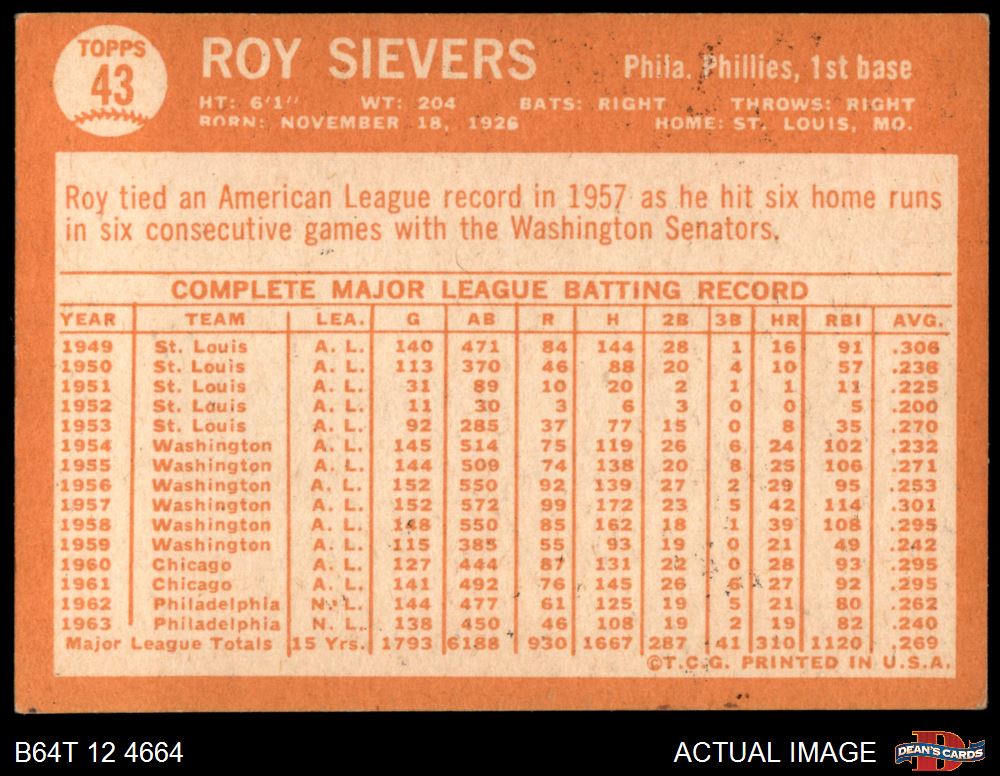 TOPPS
43
ROY SIEVERS
Phila. Phillies, 1st base
HT: 6'1" WT: 204 BATS: RIGHT THROWS: RIGHT
BORN: NOVEMBER 18, 1926 HOME: ST. LOUIS, MO.
Roy tied an American League record in 1957 as he hit six home runs
in six consecutive games with the Washington Senators.
COMPLETE MAJOR LEAGUE BATTING RECORD
YEAR TEAM LEA. G AB R H 2B 3B HR RBI AVG.
1949 St. Louis A. L. 140 471 84 144 28 1 16 91 .306
1950 St. Louis A. L. 113 370 46 88 20 4 10 57 .238
1951 St. Louis A. L. 31 89 10 20 2 1 1 11 .225
1952 St. Louis A. L. 11 30 3 6 3 0 0 5 .200
1953 St. Louis A. L. 92 285 37 77 15 0 8 35 .270
1954 Washington A. L. 145 514 75 119 26 6 24 102 .232
1955 Washington A. L. 144 509 74 138 20 8 25 106 .271
1956 Washington A. L. 152 550 92 139 27 2 29 95 .253
1957 Washington A. L. 152 572 99 172 23 5 42 114 .301
1958 Washington A. L. 148 550 85 162 18 1 39 108 .295
1959 Washington A. L. 115 385 55 93 19 0 21 49 .242
1960 Chicago A. L. 127 444 87 131 22 0 28 93 .295
1961 Chicago A. L. 141 492 76 145 26 6 27 92 .295
1962 Philadelphia N. L. 144 477 61 125 19 5 21 80 .262
1963 Philadelphia N. L. 138 450 46 108 19 2 19 82 .240
Major League Totals 15 Yrs. 1793 6188 930 1667 287 41 310 1120 .269
©T.C.G. PRINTED IN U.S.A.
B64T 12 4664
ACTUAL IMAGE
D
DEAN'S CARDS